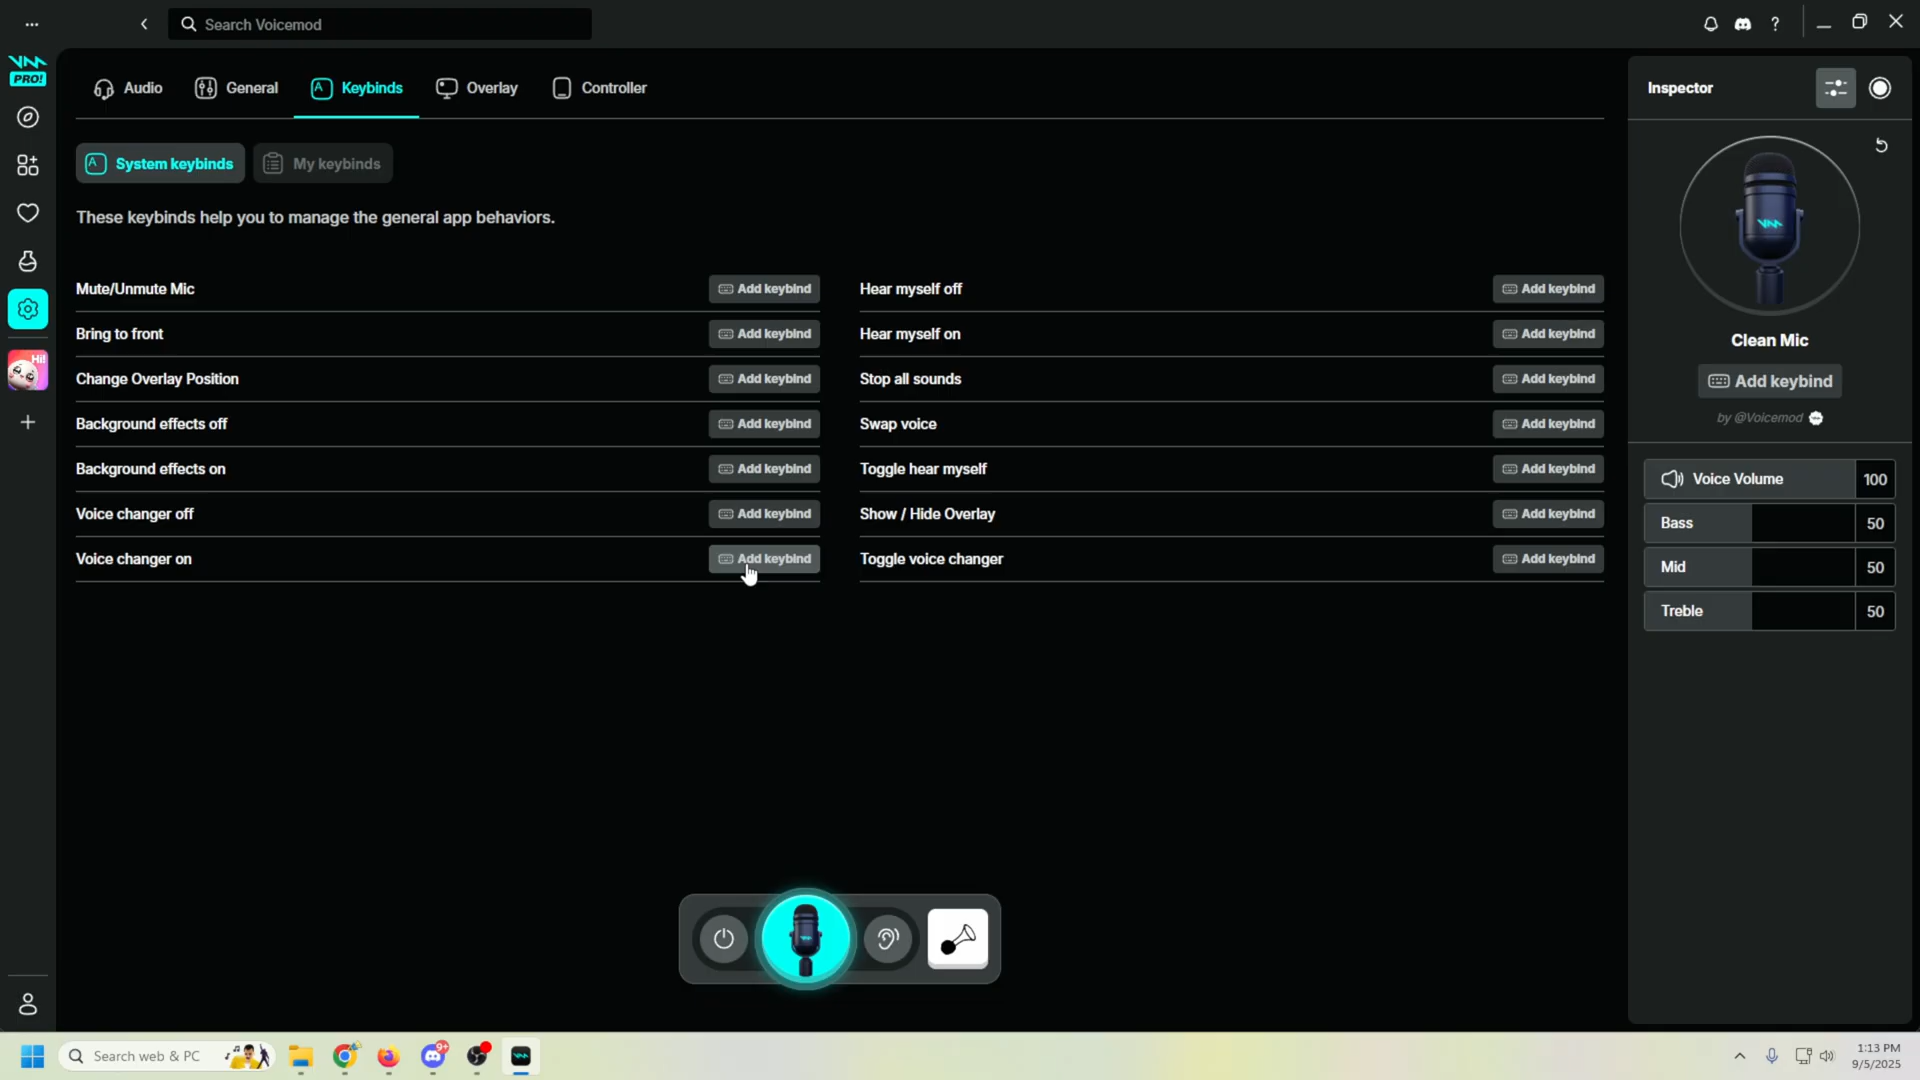 Search Voicemod
PRO!
Audio
General
Keybinds
Overlay
Controller
System keybinds
My keybinds
These keybinds help you to manage the general app behaviors.
Mute/Unmute Mic
Add keybind
Bring to front
Add keybind
Change Overlay Position
Add keybind
Background effects off
Add keybind
Background effects on
Add keybind
Voice changer off
Add keybind
Voice changer on
Add keybind
Hear myself off
Add keybind
Hear myself on
Add keybind
Stop all sounds
Add keybind
Swap voice
Add keybind
Toggle hear myself
Add keybind
Show / Hide Overlay
Add keybind
Toggle voice changer
Add keybind
Hi!
Inspector
Clean Mic
Add keybind
by @Voicemod
Voice Volume 100
Bass 50
Mid 50
Treble 50
Search web & PC
9+
1:13 PM
9/5/2025